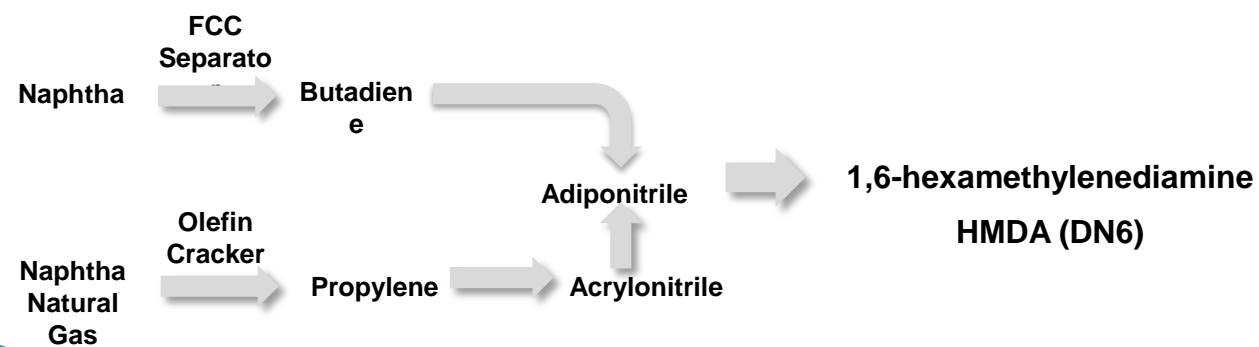 FCC
Separato
Naphtha
Butadien
e
Adiponitrile
1,6-hexamethylenediamine
HMDA (DN6)
Olefin
Cracker
Naphtha
Natural
Gas
Propylene
Acrylonitrile